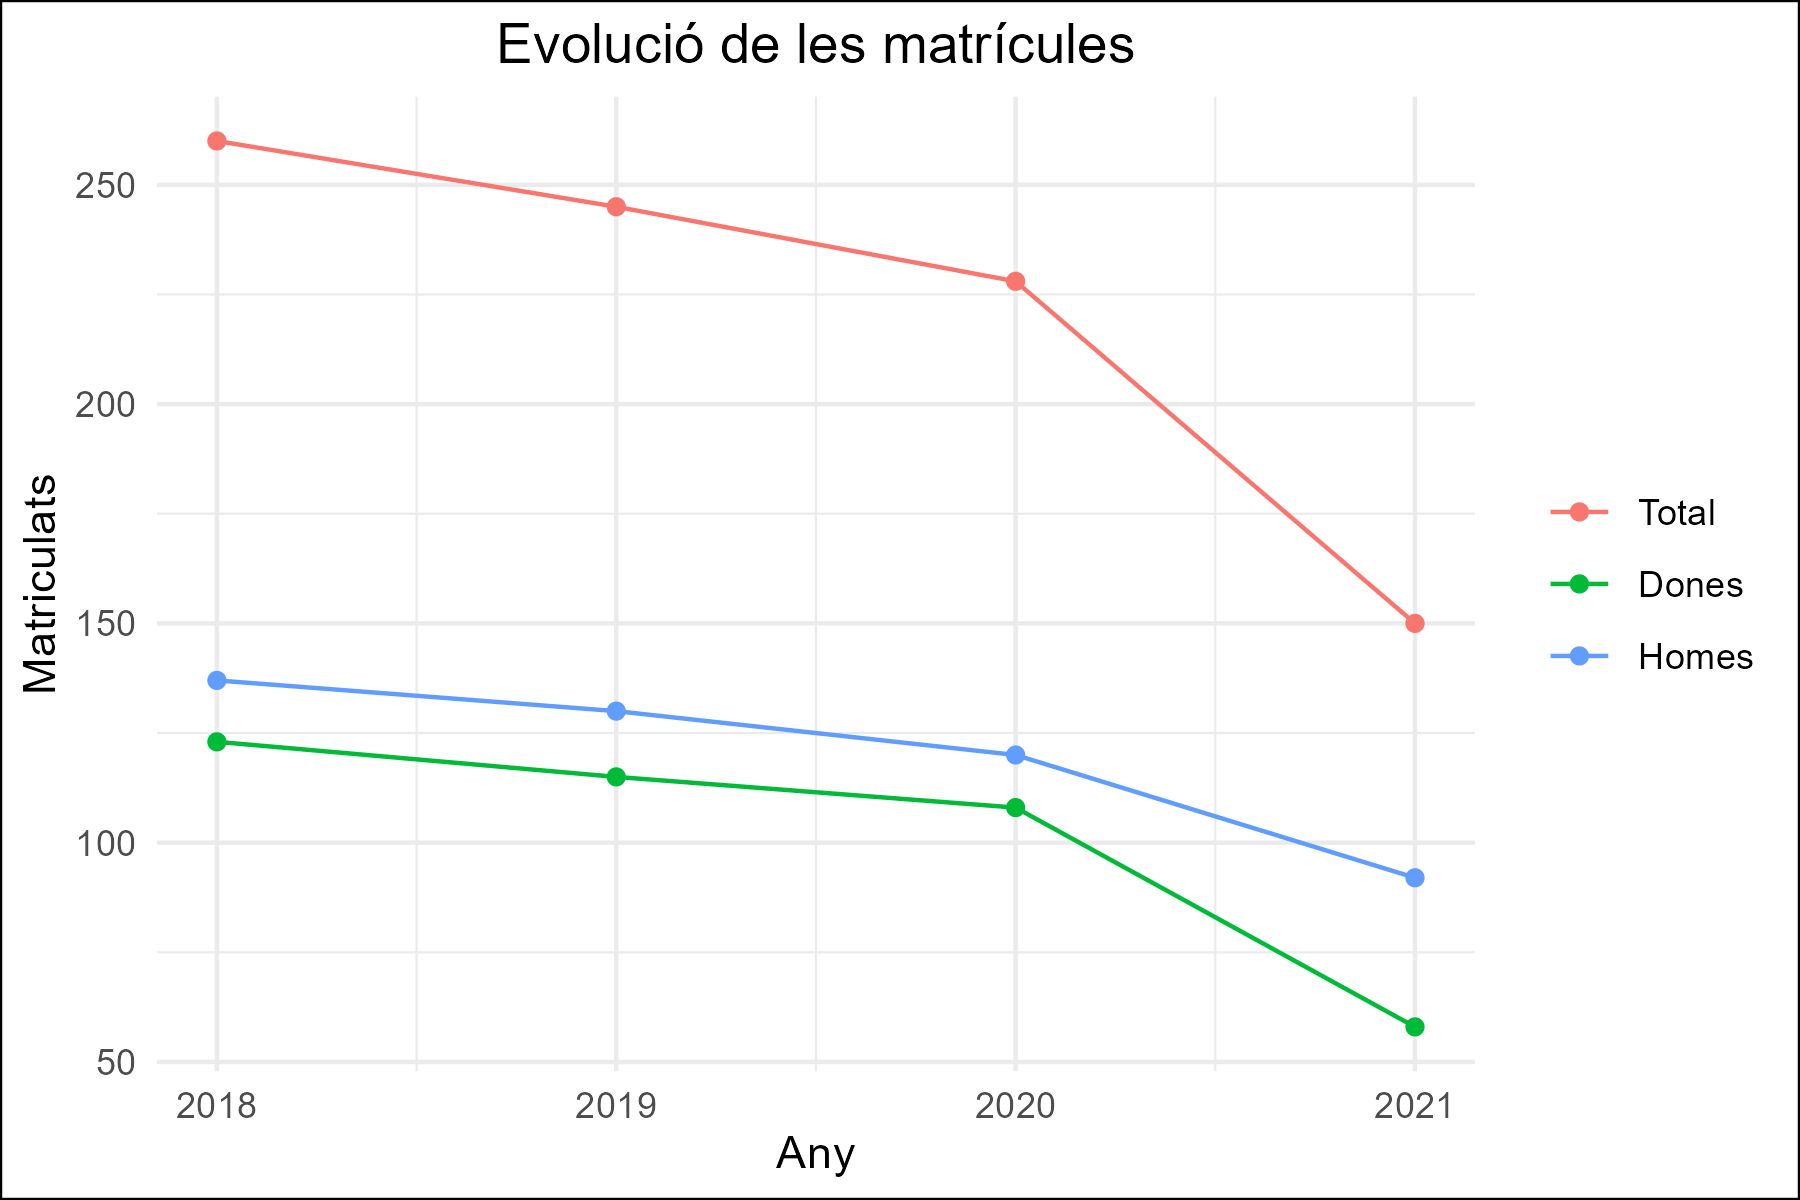 Evolució de les matrícules
Matriculats
250
200
150
100
50
2018 2019 2020 2021
Any
Total
Dones
Homes